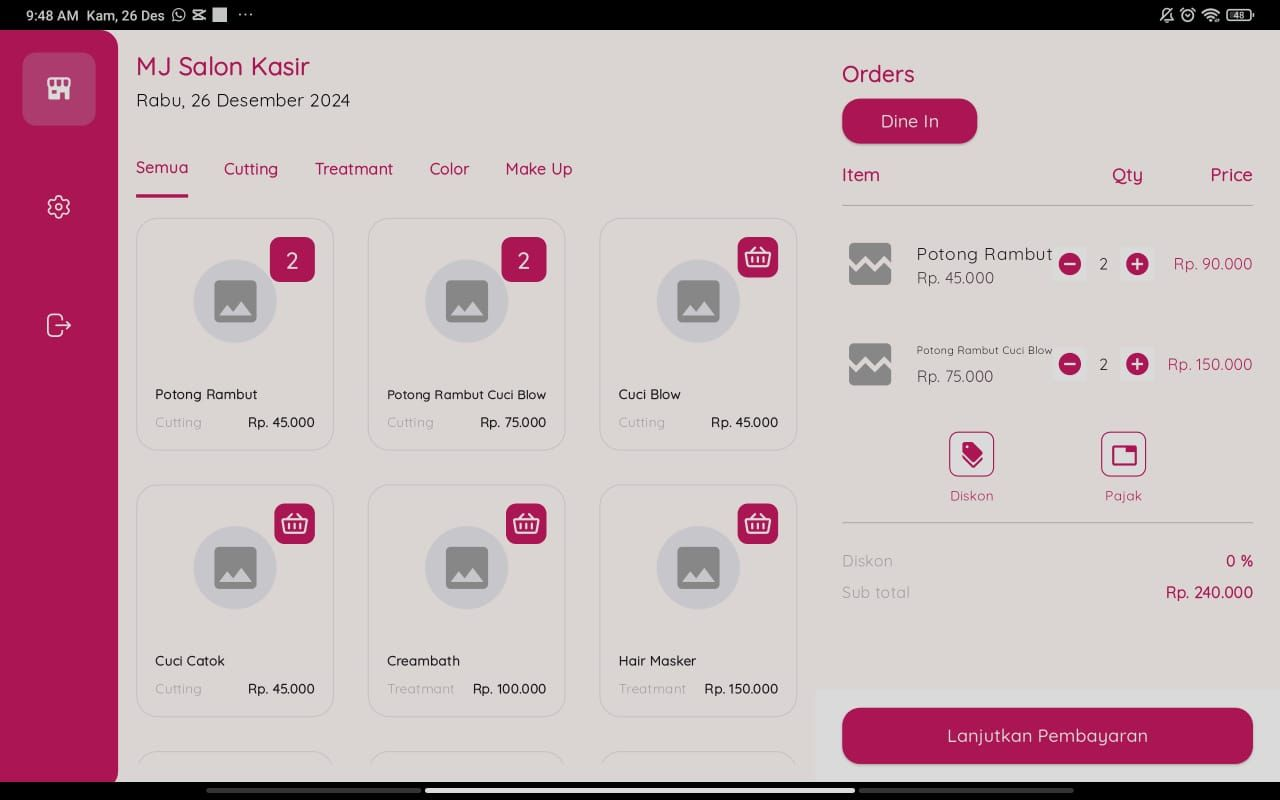 9:48 AM Kam, 26 Des
48
MJ Salon Kasir
Rabu, 26 Desember 2024
Semua
Cutting
Treatmant
Color
Make Up
2
Potong Rambut
Cutting
Rp. 45.000
2
Potong Rambut Cuci Blow
Cutting
Rp. 75.000
Cuci Blow
Cutting
Rp. 45.000
Cuci Catok
Cutting
Rp. 45.000
Creambath
Treatmant
Rp. 100.000
Hair Masker
Treatmant
Rp. 150.000
Orders
Dine In
Item Qty Price
Potong Rambut
Rp. 45.000
2
Rp. 90.000
Potong Rambut Cuci Blow
Rp. 75.000
2
Rp. 150.000
Diskon
Pajak
Diskon 0 %
Sub total Rp. 240.000
Lanjutkan Pembayaran